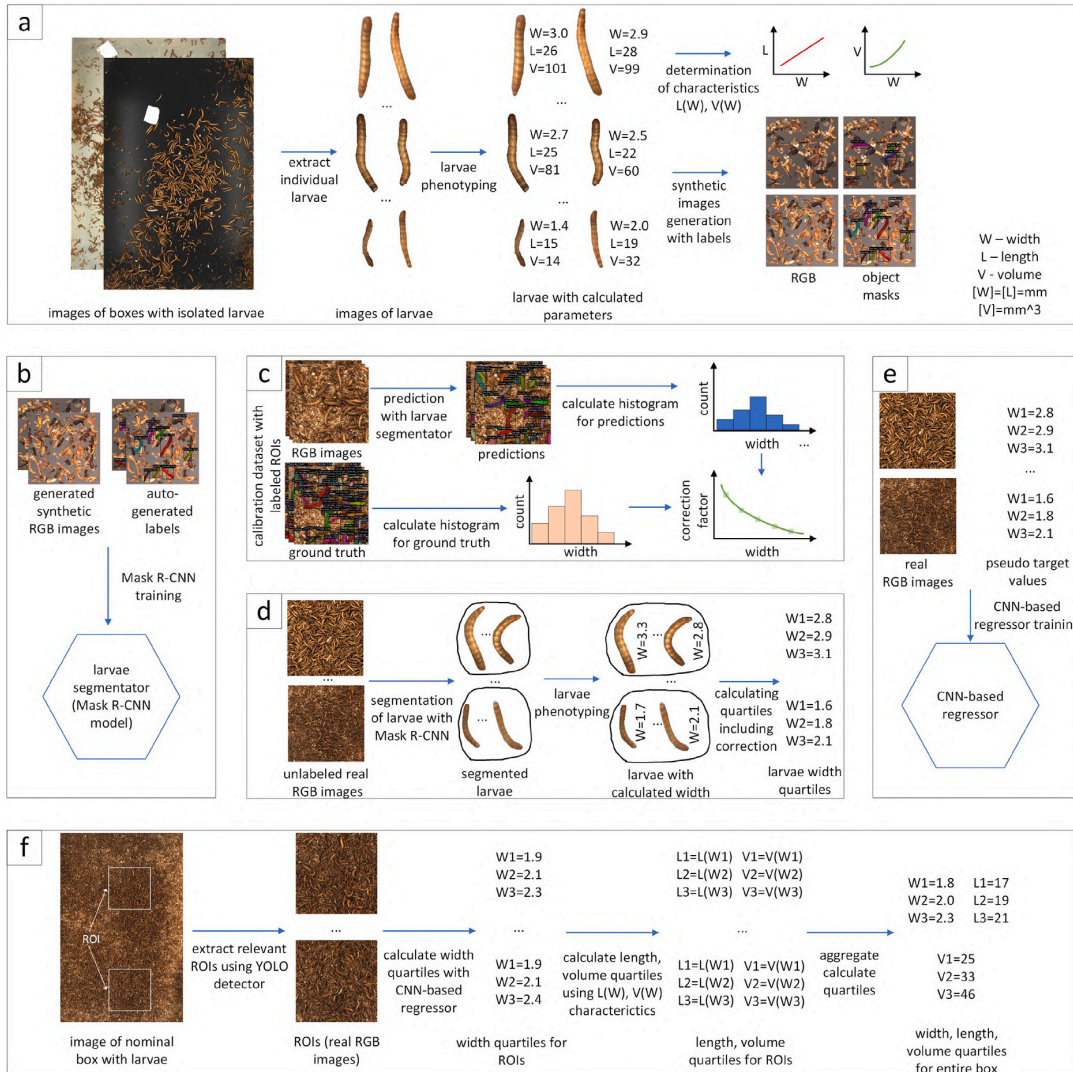 a
W=3.0
L=26
V=101
W=2.9
L=28
V=99
...
...
W=2.7
L=25
V=81
W=2.5
L=22
V=60
...
...
W=1.4
L=15
V=14
W=2.0
L=19
V=32
extract
individual
larvae
larvae
phenotyping
determination
of characteristics
L(W), V(W)
L
W
V
W
synthetic
images
generation
with labels
RGB
object
masks
images of boxes with isolated larvae
images of larvae
larvae with calculated
parameters
W – width
L – length
V - volume
[W]=[L]=mm
[V]=mm^3
b
generated
synthetic
RGB images
auto-
generated
labels
Mask R-CNN
training
larvae
segmentator
(Mask R-CNN
model)
c
calibration dataset with
labeled ROIs
RGB images
prediction
with larvae
segmentator
predictions
calculate histogram
for predictions
count
width
...
ground truth
calculate histogram
for ground truth
count
width
correction
factor
width
d
...
unlabeled real
RGB images
segmentation
of larvae with
Mask R-CNN
...
...
...
segmented
larvae
larvae
phenotyping
W=3.3
...
W=2.8
...
W=1.7
...
W=2.1
larvae with
calculated width
calculating
quartiles
including
correction
W1=2.8
W2=2.9
W3=3.1
...
W1=1.6
W2=1.8
W3=2.1
larvae width
quartiles
e
W1=2.8
W2=2.9
W3=3.1
...
W1=1.6
W2=1.8
W3=2.1
real
RGB images
pseudo target
values
CNN-based
regressor trainin
CNN-based
regressor
f
ROI
image of nominal
box with larvae
extract relevant
ROIs using YOLO
detector
...
ROIs (real RGB
images)
calculate width
quartiles with
CNN-based
regressor
W1=1.9
W2=2.1
W3=2.3
...
W1=1.9
W2=2.1
W3=2.4
width quartiles for
ROIs
calculate length,
volume quartiles
using L(W), V(W)
charaterictics
L1=L(W1) V1=V(W1)
L2=L(W2) V2=V(W2)
L3=L(W3) V3=V(W3)
...
L1=L(W1) V1=V(W1)
L2=L(W2) V2=V(W2)
L3=L(W3) V3=V(W3)
length, volume
quartiles for ROIs
aggregate
calculate
quartiles
W1=1.8 L1=17
W2=2.0 L2=19
W3=2.3 L3=21
V1=25
V2=33
V3=46
width, length,
volume quartiles
for entire box